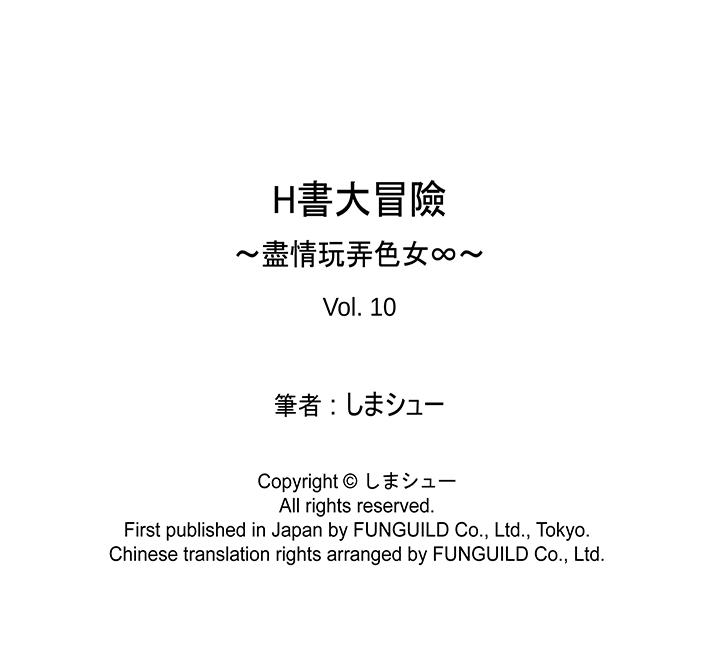 H書大冒險
～盡情玩弄色女∞～
Vol. 10
筆者 : しまシュー
Copyright © しまシュー
All rights reserved.
First published in Japan by FUNGUILD Co., Ltd., Tokyo.
Chinese translation rights arranged by FUNGUILD Co., Ltd.